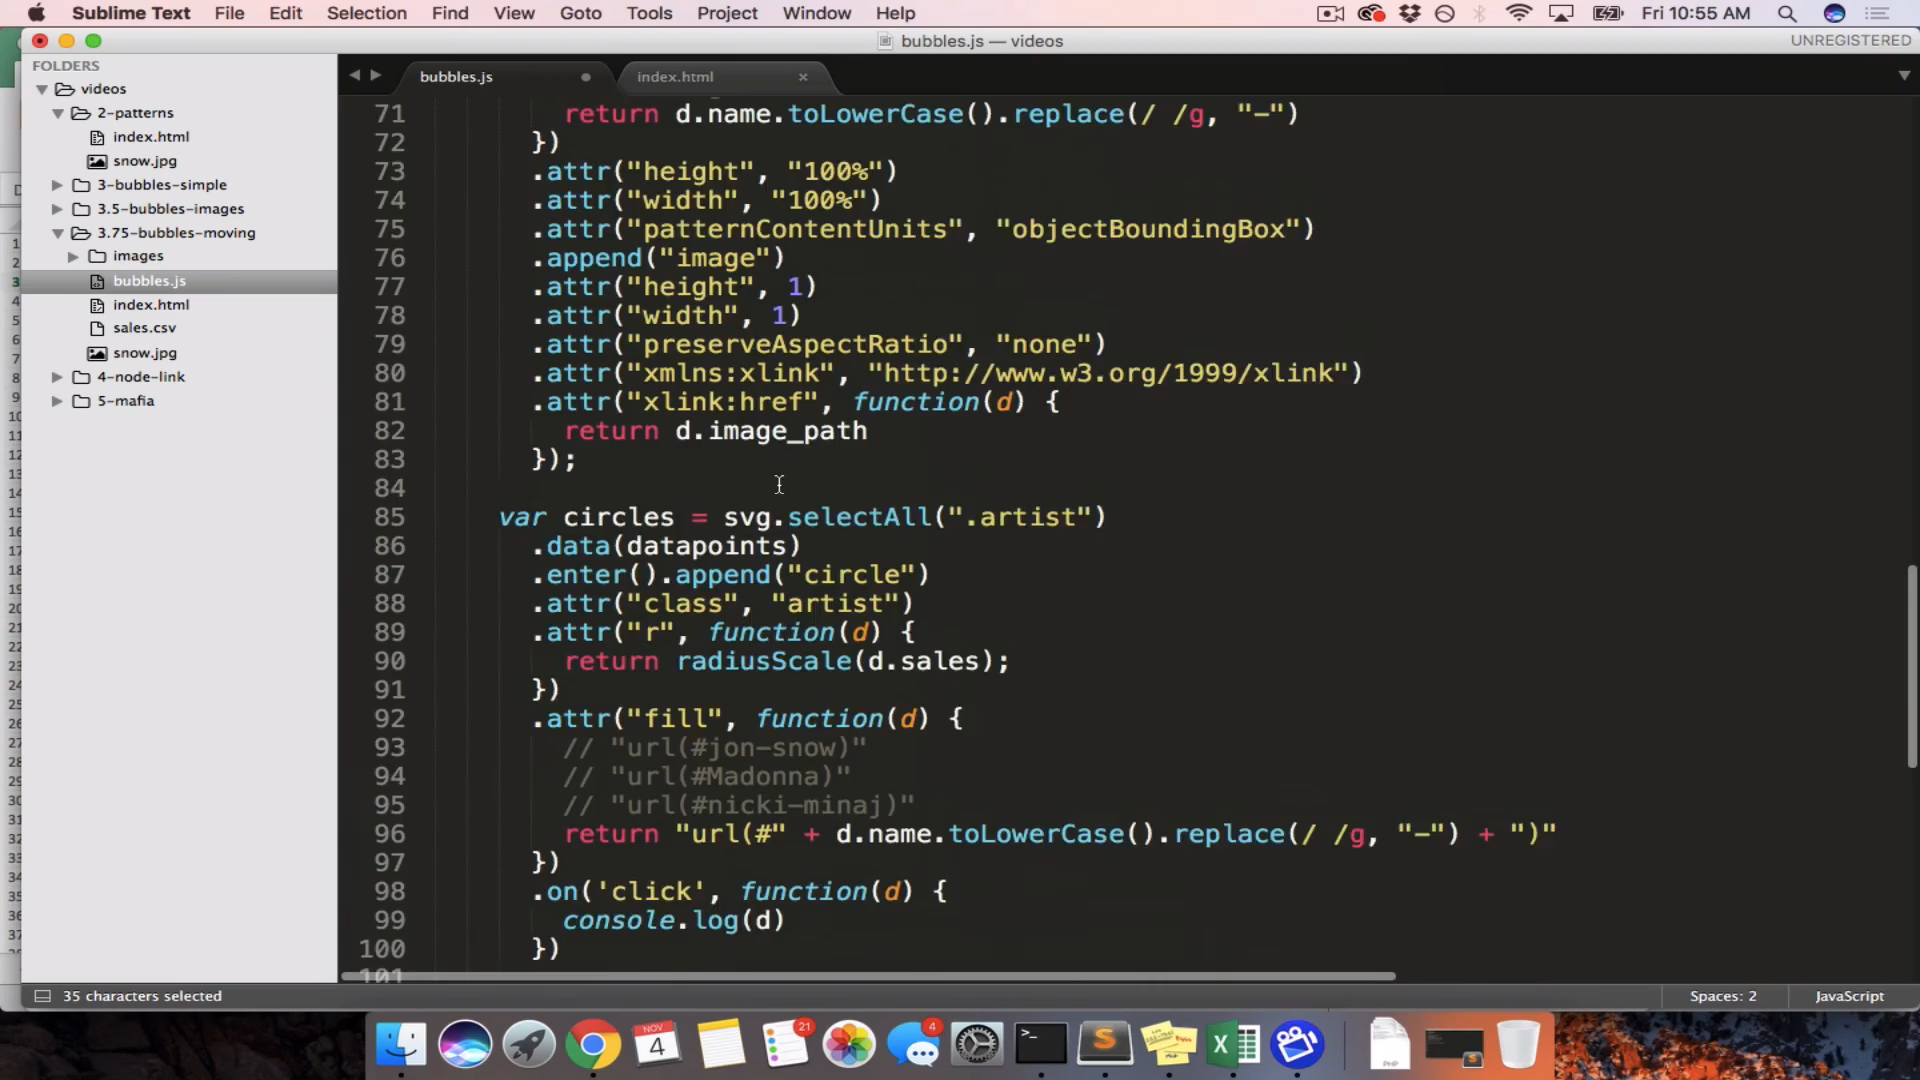 Sublime Text File Edit Selection Find View Goto Tools Project Window Help Fri 10:55 AM
bubbles.js — videos UNREGISTERED
FOLDERS
videos
2-patterns
index.html
snow.jpg
3-bubbles-simple
3.5-bubbles-images
3.75-bubbles-moving
images
bubbles.js
index.html
sales.csv
snow.jpg
4-node-link
5-mafia
bubbles.js index.html
71 return d.name.toLowerCase().replace(/ /g, "-")
72 })
73 .attr("height", "100%")
74 .attr("width", "100%")
75 .attr("patternContentUnits", "objectBoundingBox")
76 .append("image")
77 .attr("height", 1)
78 .attr("width", 1)
79 .attr("preserveAspectRatio", "none")
80 .attr("xmlns:xlink", "http://www.w3.org/1999/xlink")
81 .attr("xlink:href", function(d) {
82 return d.image_path
83 });
84
85 var circles = svg.selectAll(".artist")
86 .data(datapoints)
87 .enter().append("circle")
88 .attr("class", "artist")
89 .attr("r", function(d) {
90 return radiusScale(d.sales);
91 })
92 .attr("fill", function(d) {
93 // "url(#jon-snow)"
94 // "url(#Madonna)"
95 // "url(#nicki-minaj)"
96 return "url(#" + d.name.toLowerCase().replace(/ /g, "-") + ")"
97 })
98 .on('click', function(d) {
99 console.log(d)
100 })
35 characters selected Spaces: 2 JavaScript
NOV
4
21
4
PHP